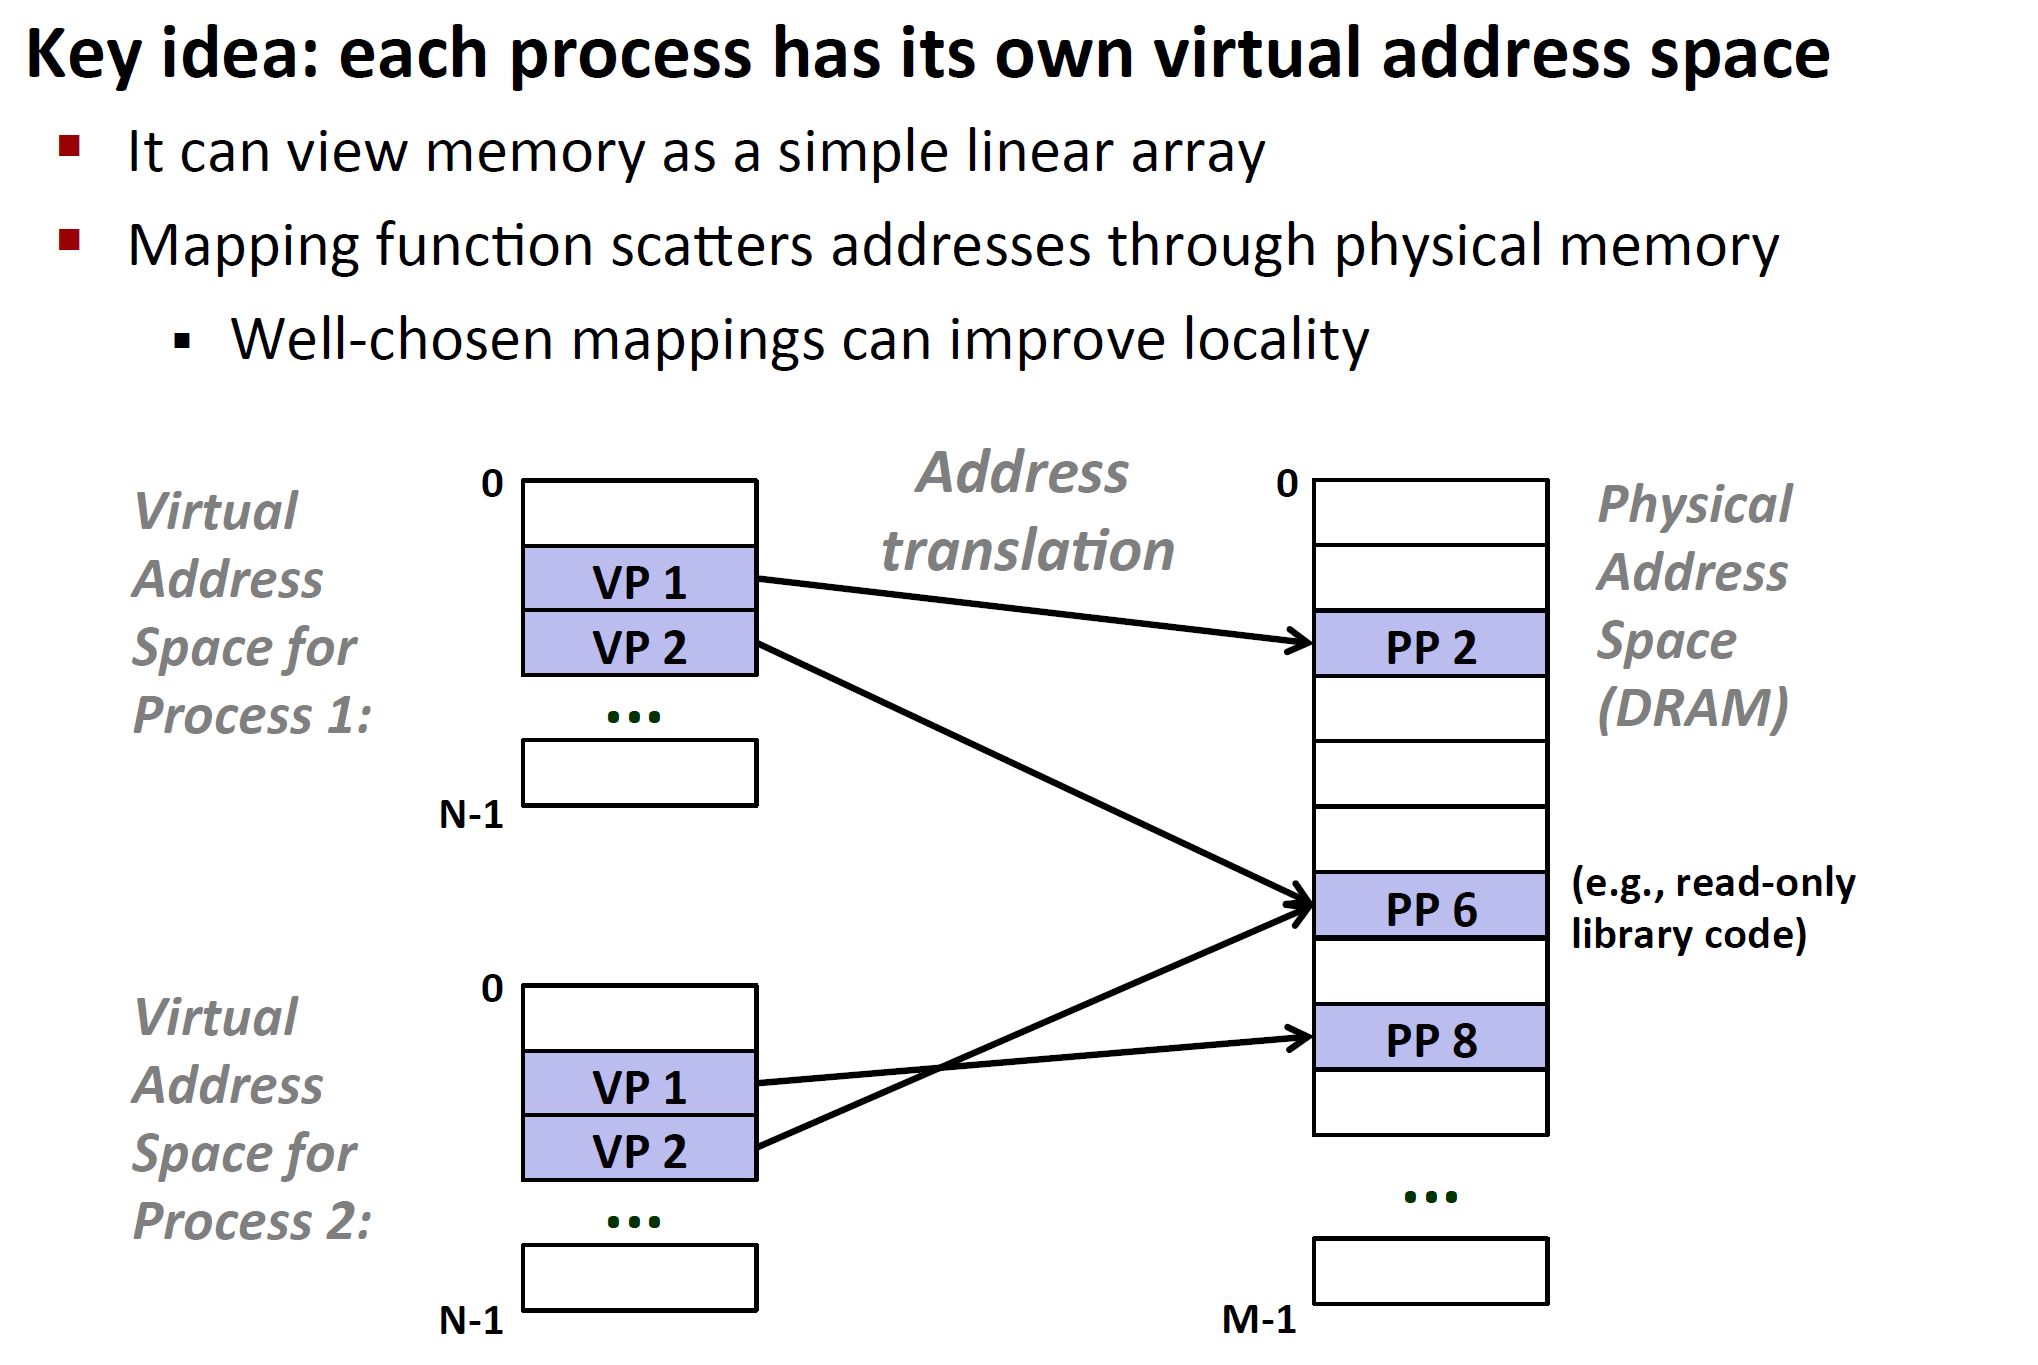 Key idea: each process has its own virtual address space
It can view memory as a simple linear array
Mapping function scatters addresses through physical memory
Well-chosen mappings can improve locality
Virtual
Address
Space for
Process 1:
0
VP 1
VP 2
...
N-1
Address
translation
0
PP 2
PP 6
PP 8
...
M-1
Physical
Address
Space
(DRAM)
(e.g., read-only
library code)
Virtual
Address
Space for
Process 2:
0
VP 1
VP 2
...
N-1